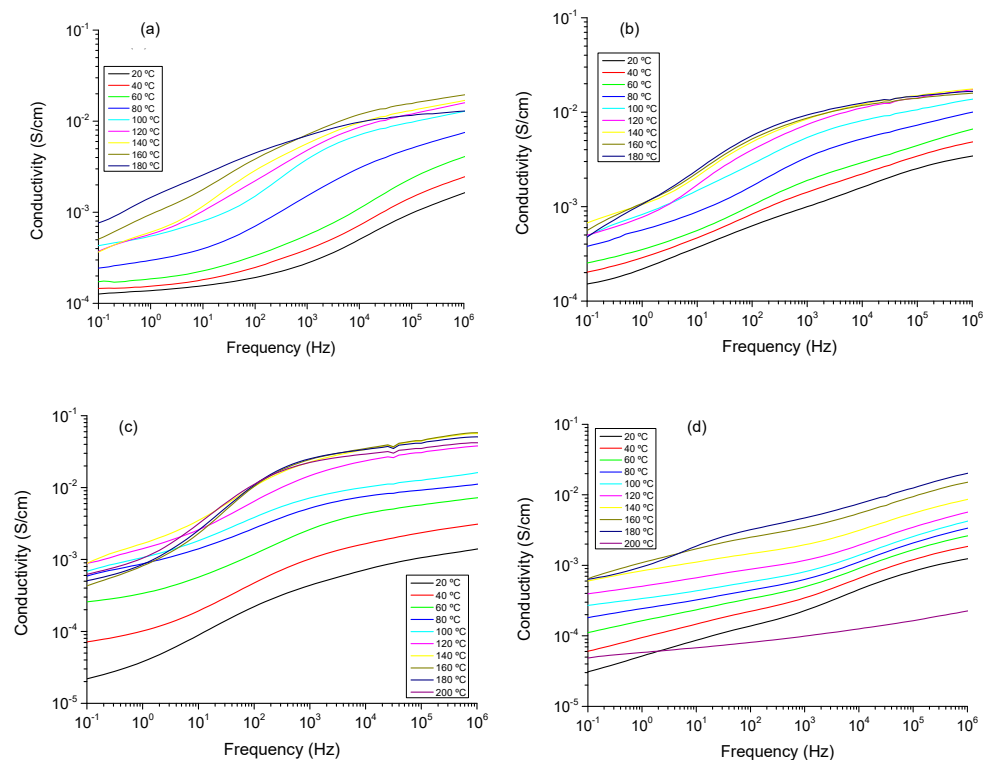 (a)
10⁻¹
10⁻²
10⁻³
10⁻⁴
Conductivity (S/cm)
20 ºC
40 ºC
60 ºC
80 ºC
100 ºC
120 ºC
140 ºC
160 ºC
180 ºC
10⁻¹ 10⁰ 10¹ 10² 10³ 10⁴ 10⁵ 10⁶
Frequency (Hz)
(b)
10⁻¹
10⁻²
10⁻³
10⁻⁴
Conductivity (S/cm)
20 ºC
40 ºC
60 ºC
80 ºC
100 ºC
120 ºC
140 ºC
160 ºC
180 ºC
10⁻¹ 10⁰ 10¹ 10² 10³ 10⁴ 10⁵ 10⁶
Frequency (Hz)
(c)
10⁻¹
10⁻²
10⁻³
10⁻⁴
10⁻⁵
Conductivity (S/cm)
20 ºC
40 ºC
60 ºC
80 ºC
100 ºC
120 ºC
140 ºC
160 ºC
180 ºC
200 ºC
10⁻¹ 10⁰ 10¹ 10² 10³ 10⁴ 10⁵ 10⁶
Frequency (Hz)
(d)
10⁻¹
10⁻²
10⁻³
10⁻⁴
10⁻⁵
Conductivity (S/cm)
20 ºC
40 ºC
60 ºC
80 ºC
100 ºC
120 ºC
140 ºC
160 ºC
180 ºC
200 ºC
10⁻¹ 10⁰ 10¹ 10² 10³ 10⁴ 10⁵ 10⁶
Frequency (Hz)